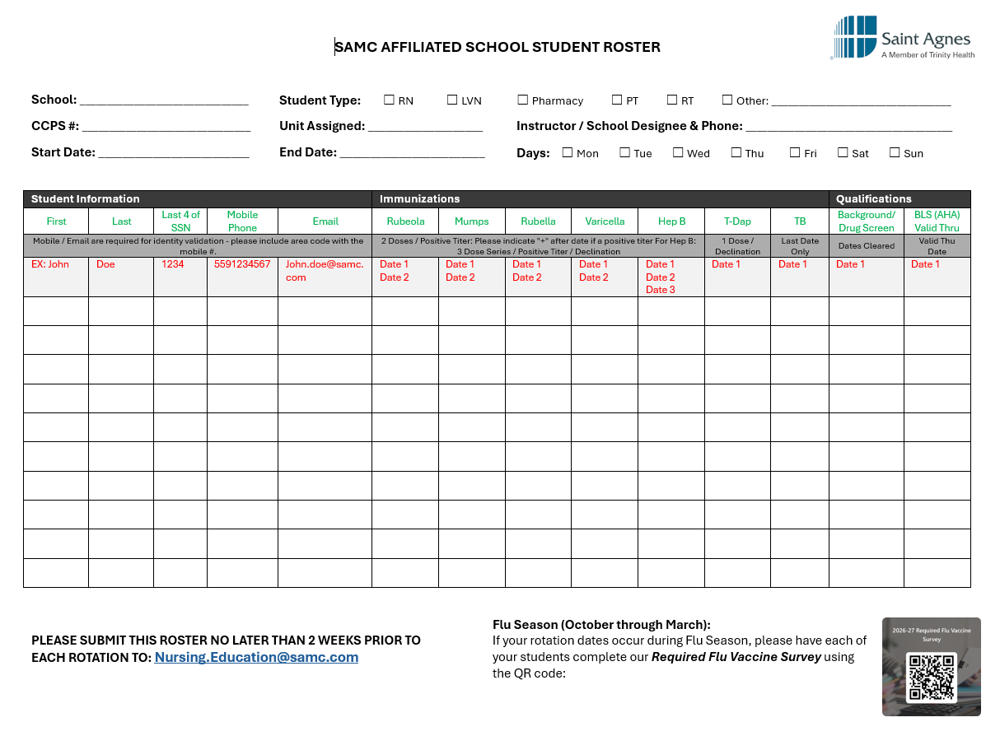 SAMC AFFILIATED SCHOOL STUDENT ROSTER
Saint Agnes
A Member of Trinity Health
School: ____________________________ Student Type: ☐ RN ☐ LVN ☐ Pharmacy ☐ PT ☐ RT ☐ Other: ______________________________
CCPS #: ____________________________ Unit Assigned: ___________________ Instructor / School Designee & Phone: __________________________________
Start Date: _________________________ End Date: ________________________ Days: ☐ Mon ☐ Tue ☐ Wed ☐ Thu ☐ Fri ☐ Sat ☐ Sun
Student Information Immunizations Qualifications
First Last Last 4 of SSN Mobile Phone Email Rubeola Mumps Rubella Varicella Hep B T-Dap TB Background/ Drug Screen BLS (AHA) Valid Thru
Mobile / Email are required for identity validation - please include area code with the
mobile #.
2 Doses / Positive Titer: Please indicate "+" after date if a positive titer For Hep B:
3 Dose Series / Positive Titer / Declination
1 Dose /
Declination
Last Date
Only
Dates Cleared
Valid Thu
Date
EX: John Doe 1234 5591234567 John.doe@samc. Date 1 Date 1 Date 1 Date 1 Date 1 Date 1 Date 1 Date 1 Date 1
com Date 2 Date 2 Date 2 Date 2 Date 2
Date 3
PLEASE SUBMIT THIS ROSTER NO LATER THAN 2 WEEKS PRIOR TO
EACH ROTATION TO: Nursing.Education@samc.com
Flu Season (October through March):
If your rotation dates occur during Flu Season, please have each of
your students complete our Required Flu Vaccine Survey using
the QR code:
2026-27 Required Flu Vaccine
Survey